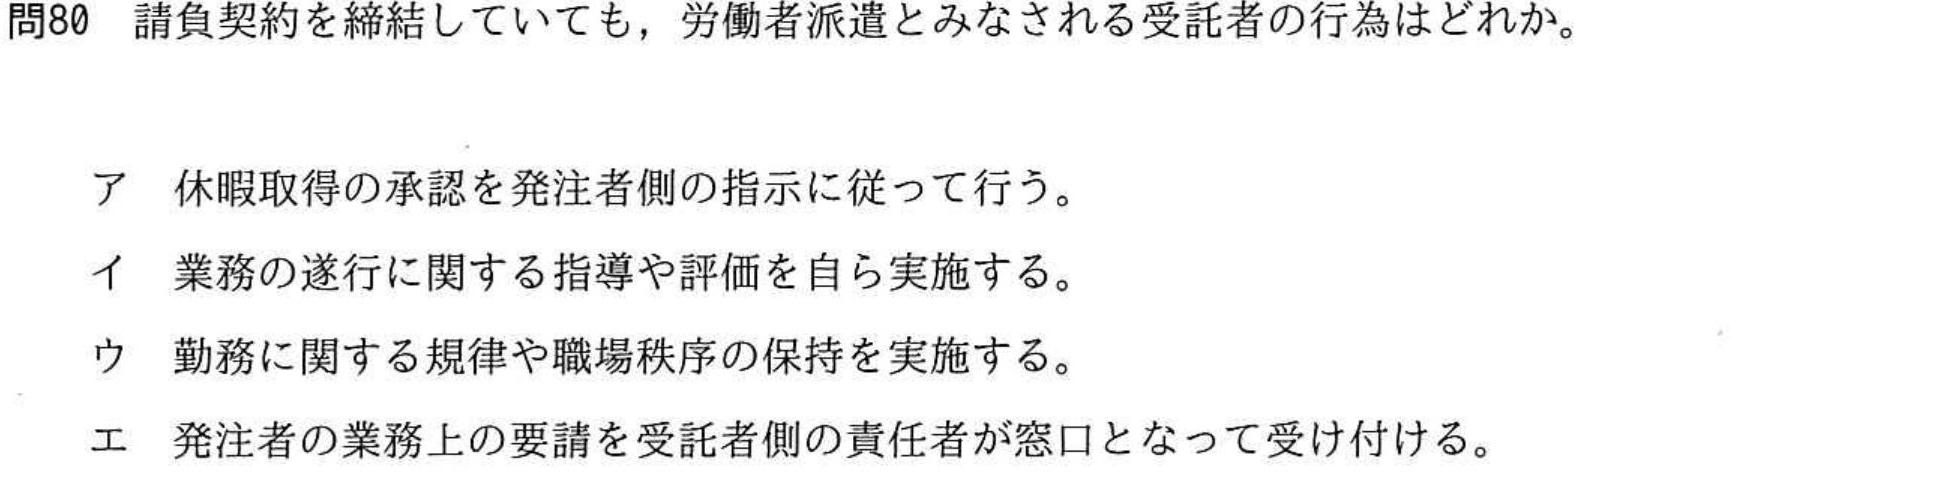 問80　請負契約を締結していても，労働者派遣とみなされる受託者の行為はどれか。
ア　休暇取得の承認を発注者側の指示に従って行う。
イ　業務の遂行に関する指導や評価を自ら実施する。
ウ　勤務に関する規律や職場秩序の保持を実施する。
エ　発注者の業務上の要請を受託者側の責任者が窓口となって受け付ける。